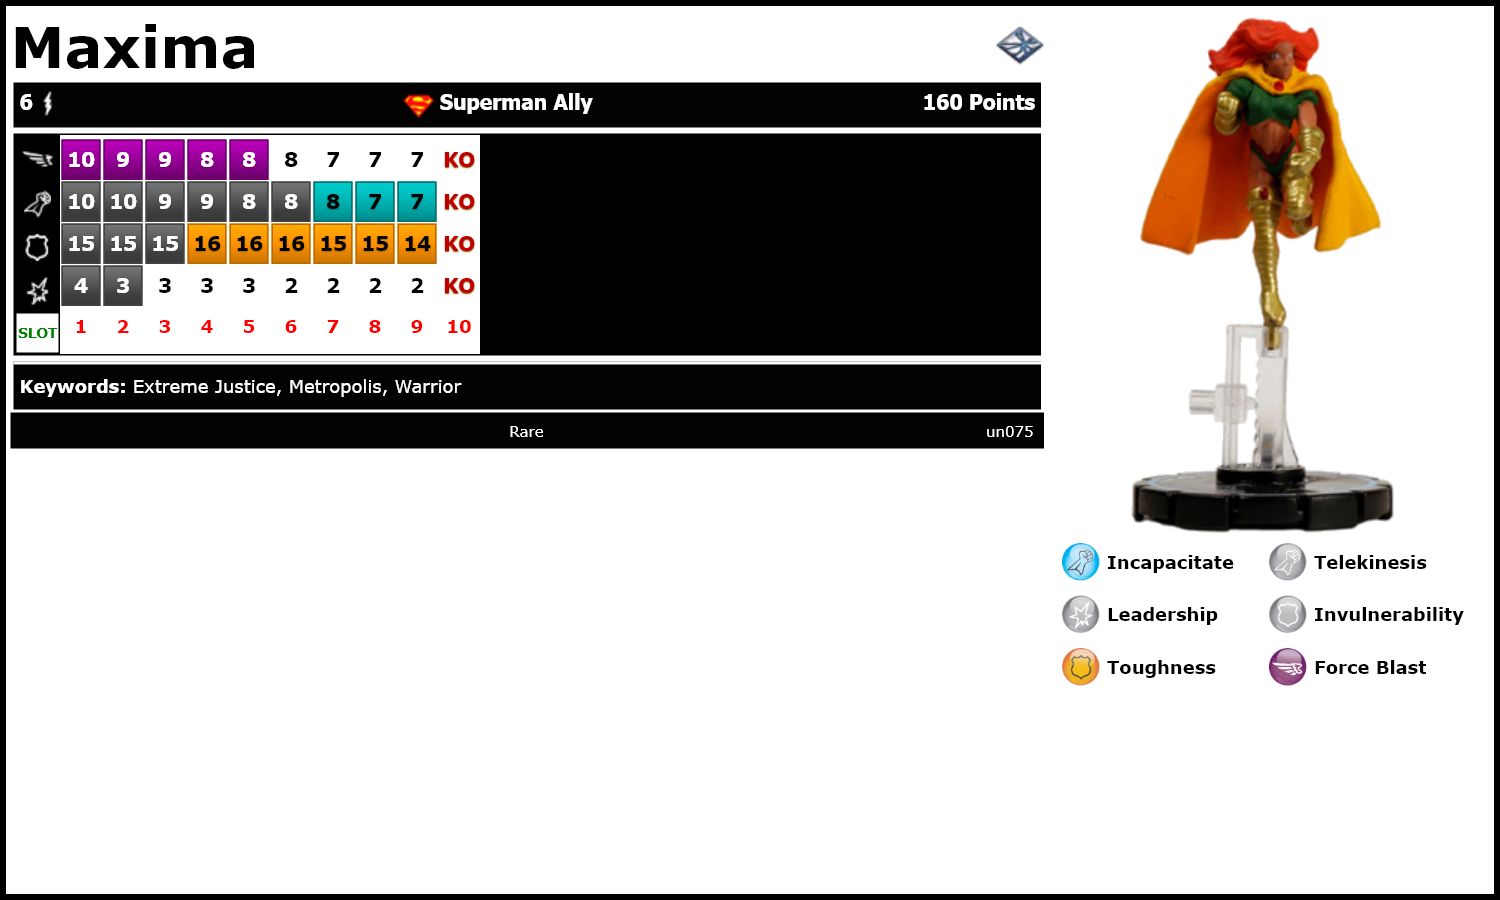 Maxima
6 Superman Ally 160 Points
10 9 9 8 8 8 7 7 7 KO
10 10 9 9 8 8 8 7 7 KO
15 15 15 16 16 16 15 15 14 KO
4 3 3 3 3 2 2 2 2 KO
SLOT 1 2 3 4 5 6 7 8 9 10
Keywords: Extreme Justice, Metropolis, Warrior
Rare un075
Incapacitate Telekinesis
Leadership Invulnerability
Toughness Force Blast